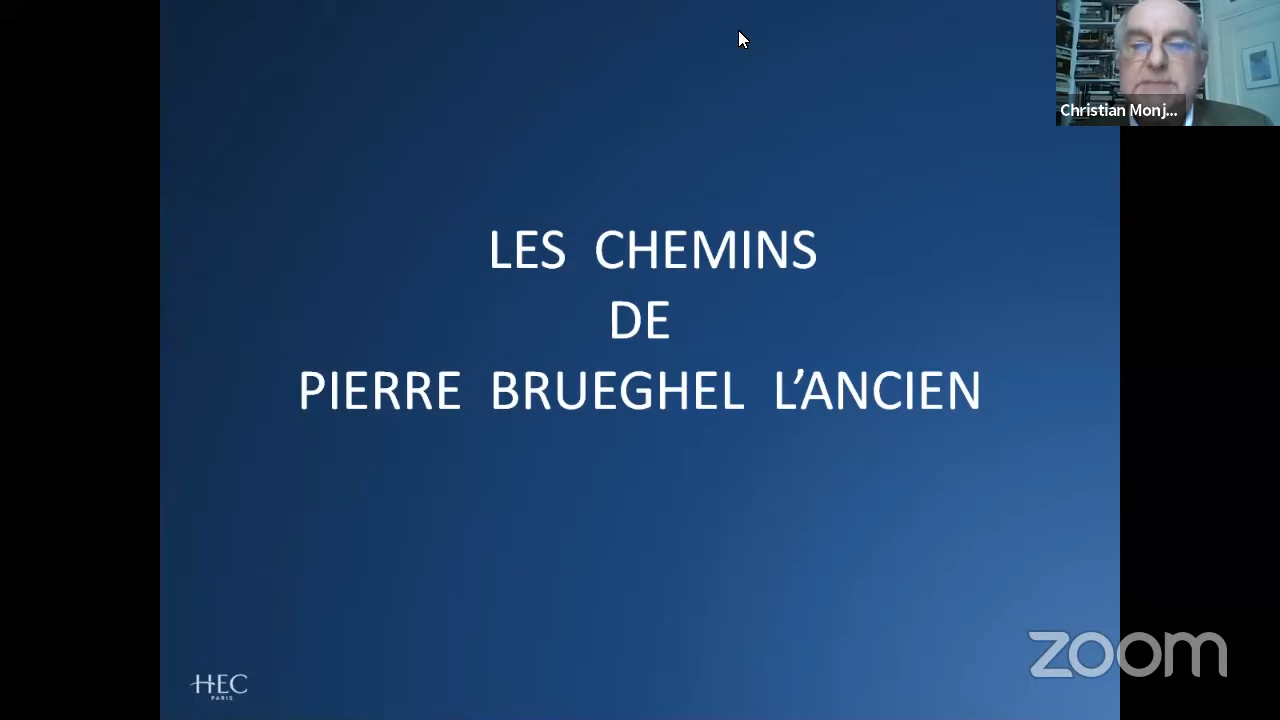 Christian Monj...
LES CHEMINS
DE
PIERRE BRUEGHEL L'ANCIEN
HEC
PARIS
zoom